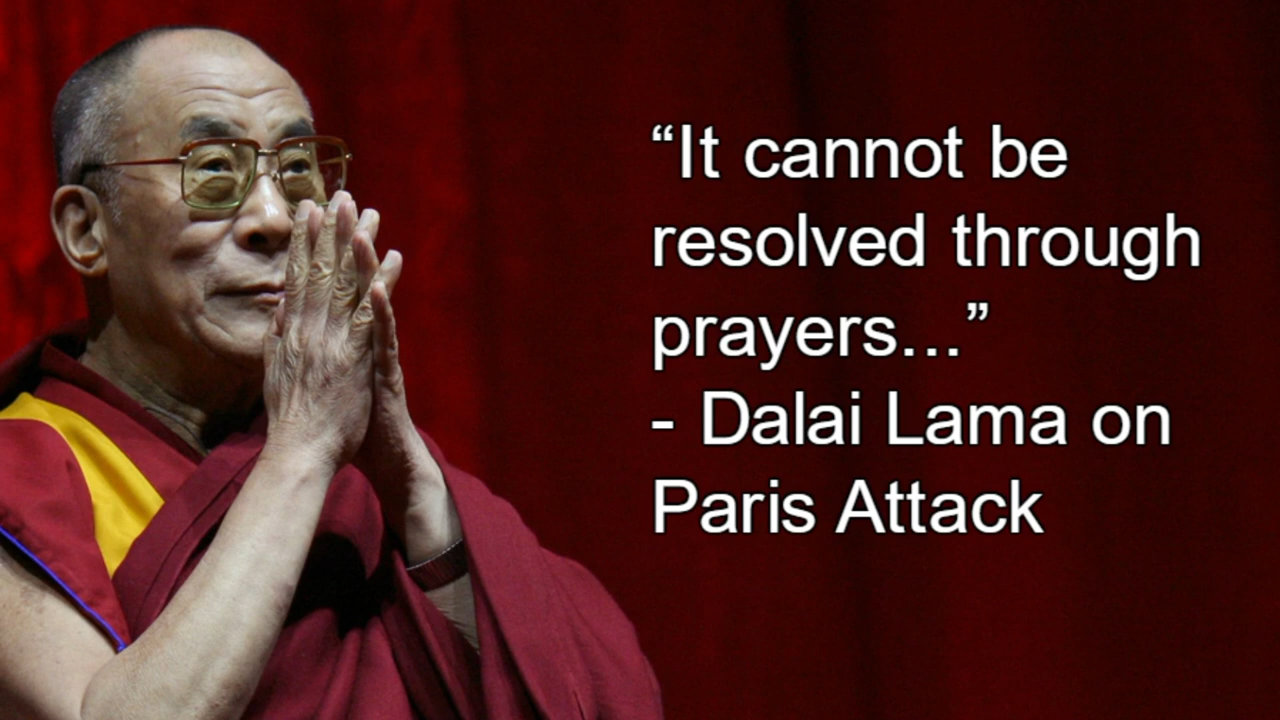 “It cannot be
resolved through
prayers...”
- Dalai Lama on
Paris Attack